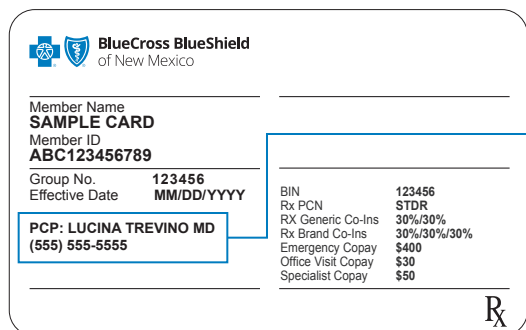 BlueCross BlueShield
of New Mexico
Member Name
SAMPLE CARD
Member ID
ABC123456789
Group No. 123456
Effective Date MM/DD/YYYY
PCP: LUCINA TREVINO MD
(555) 555-5555
BIN 123456
Rx PCN STDR
RX Generic Co-Ins 30%/30%
Rx Brand Co-Ins 30%/30%/30%
Emergency Copay $400
Office Visit Copay $30
Specialist Copay $50
Rx